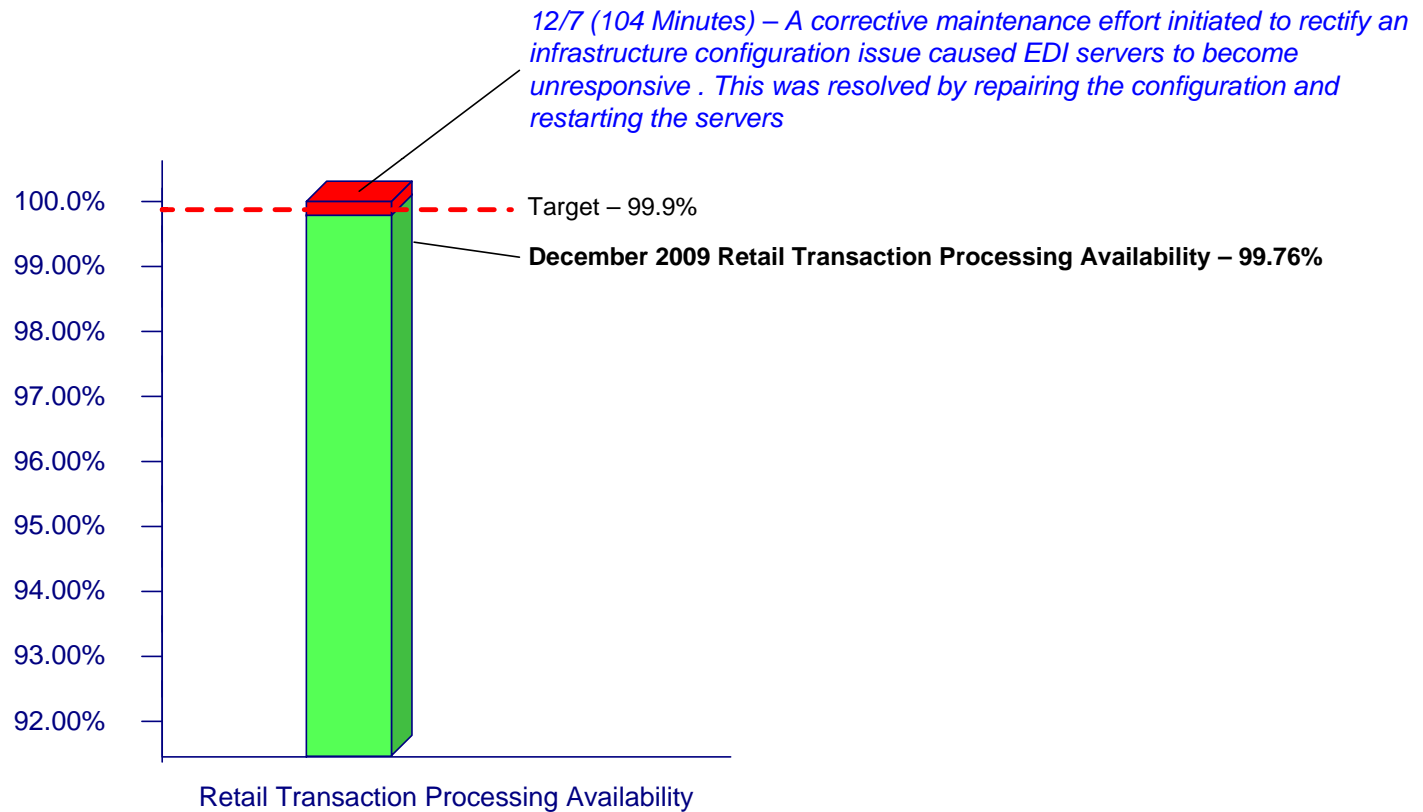 12/7 (104 Minutes) – A corrective maintenance effort initiated to rectify an
infrastructure configuration issue caused EDI servers to become
unresponsive . This was resolved by repairing the configuration and
restarting the servers
100.0%
Target – 99.9%
December 2009 Retail Transaction Processing Availability – 99.76%
99.00%
98.00%
97.00%
96.00%
95.00%
94.00%
93.00%
92.00%
Retail Transaction Processing Availability